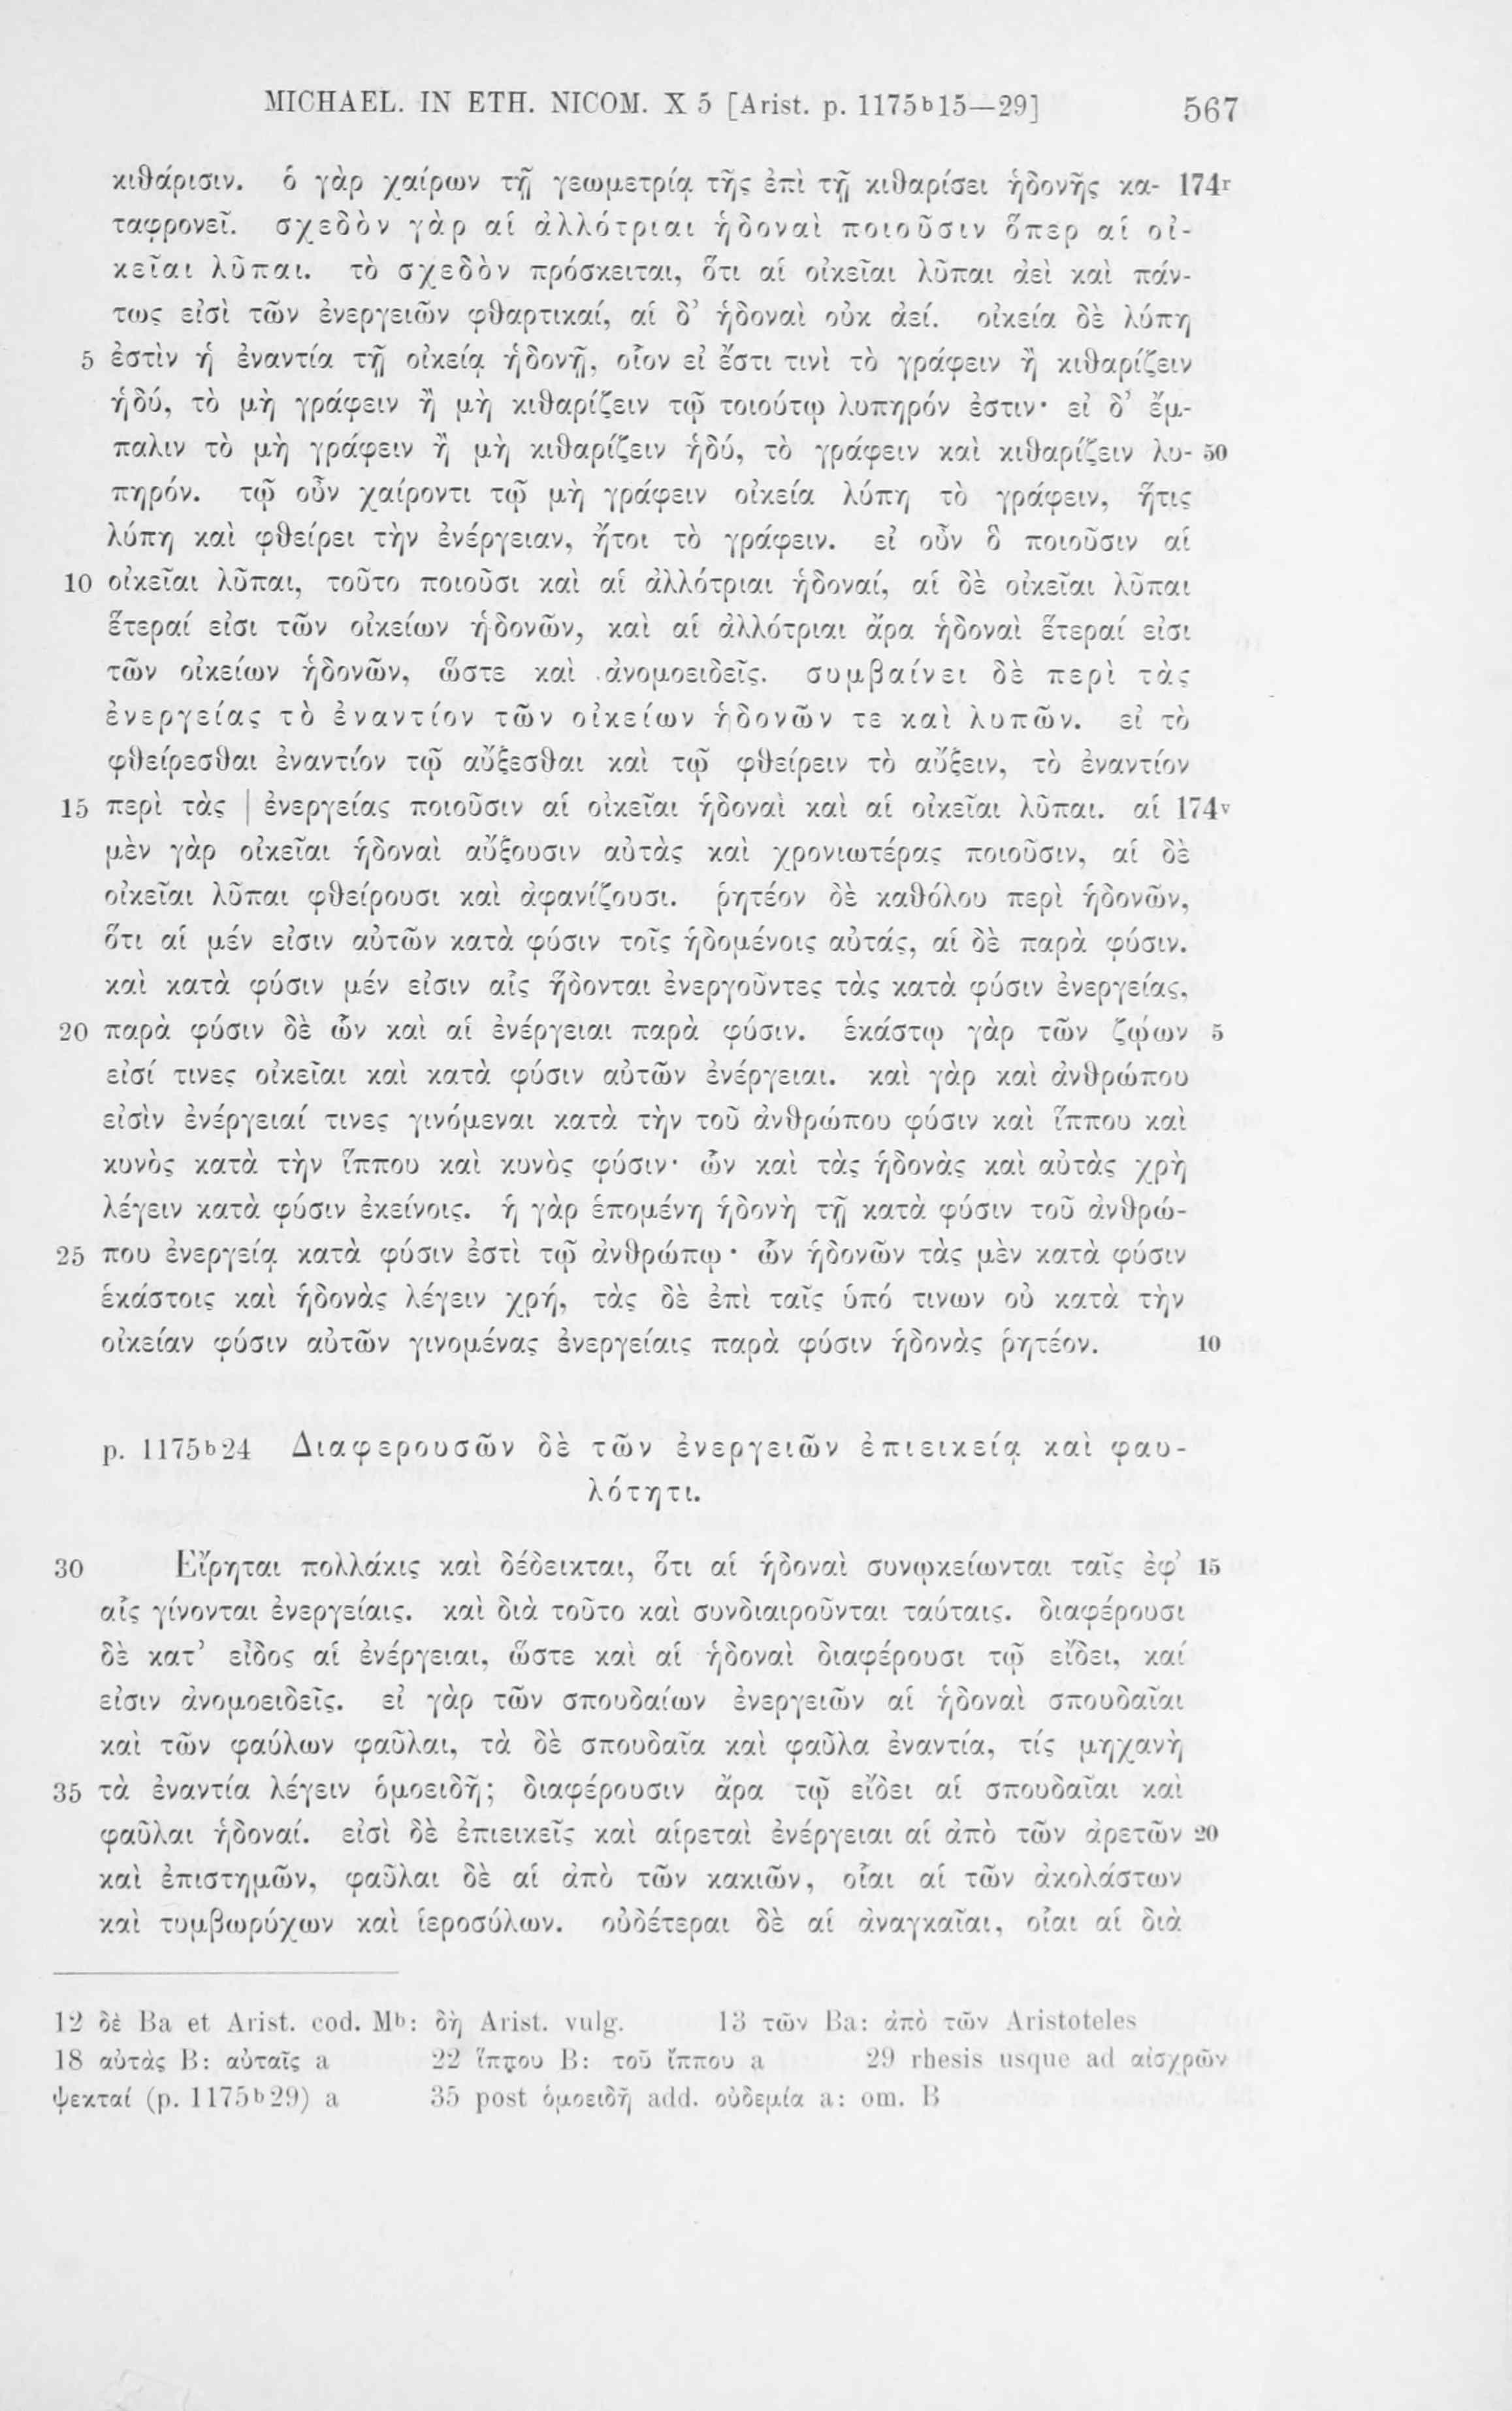 MICHAEL. IN ETH. NICOM. X 5 [Arist. p. 1175b15—29] 567
κιθάρισιν. ὁ γὰρ χαίρων τῇ γεωμετρίᾳ τῆς ἐπὶ τῇ κιθαρίσει ἡδονῆς κα- 174r
ταφρονεῖ. σχεδὸν γὰρ αἱ ἀλλότριαι ἡδοναὶ ποιοῦσιν ὅπερ αἱ οἰ-
κεῖαι λῦπαι. τὸ σχεδὸν πρόσκειται, ὅτι αἱ οἰκεῖαι λῦπαι ἀεὶ καὶ πάν-
τως εἰσὶ τῶν ἐνεργειῶν φθαρτικαί, αἱ δ’ ἡδοναὶ οὐκ ἀεί. οἰκεία δὲ λύπη
5 ἐστὶν ἡ ἐναντία τῇ οἰκείᾳ ἡδονῇ, οἷον εἰ ἔστι τινὶ τὸ γράφειν ἢ κιθαρίζειν
ἡδύ, τὸ μὴ γράφειν ἢ μὴ κιθαρίζειν τῷ τοιούτῳ λυπηρόν ἐστιν· εἰ δ’ ἔμ-
παλιν τὸ μὴ γράφειν ἢ μὴ κιθαρίζειν ἡδύ, τὸ γράφειν καὶ κιθαρίζειν λυ- 50
πηρόν. τῷ οὖν χαίροντι τῷ μὴ γράφειν οἰκεία λύπη τὸ γράφειν, ἥτις
λύπη καὶ φθείρει τὴν ἐνέργειαν, ἤτοι τὸ γράφειν. εἰ οὖν ὃ ποιοῦσιν αἱ
10 οἰκεῖαι λῦπαι, τοῦτο ποιοῦσι καὶ αἱ ἀλλότριαι ἡδοναί, αἱ δὲ οἰκεῖαι λῦπαι
ἕτεραί εἰσι τῶν οἰκείων ἡδονῶν, καὶ αἱ ἀλλότριαι ἄρα ἡδοναὶ ἕτεραί εἰσι
τῶν οἰκείων ἡδονῶν, ὥστε καὶ ἀνομοειδεῖς. συμβαίνει δὲ περὶ τὰς
ἐνεργείας τὸ ἐναντίον τῶν οἰκείων ἡδονῶν τε καὶ λυπῶν. εἰ τὸ
φθείρεσθαι ἐναντίον τῷ αὔξεσθαι καὶ τῷ φθείρειν τὸ αὔξειν, τὸ ἐναντίον
15 περὶ τὰς | ἐνεργείας ποιοῦσιν αἱ οἰκεῖαι ἡδοναὶ καὶ αἱ οἰκεῖαι λῦπαι. αἱ 174v
μὲν γὰρ οἰκεῖαι ἡδοναὶ αὔξουσιν αὐτὰς καὶ χρονιωτέρας ποιοῦσιν, αἱ δὲ
οἰκεῖαι λῦπαι φθείρουσι καὶ ἀφανίζουσι. ῥητέον δὲ καθόλου περὶ ἡδονῶν,
ὅτι αἱ μέν εἰσιν αὐτῶν κατὰ φύσιν τοῖς ἡδομένοις αὐτάς, αἱ δὲ παρὰ φύσιν.
καὶ κατὰ φύσιν μέν εἰσιν αἷς ἥδονται ἐνεργοῦντες τὰς κατὰ φύσιν ἐνεργείας,
20 παρὰ φύσιν δὲ ὧν καὶ αἱ ἐνέργειαι παρὰ φύσιν. ἑκάστῳ γὰρ τῶν ζῴων 5
εἰσί τινες οἰκεῖαι καὶ κατὰ φύσιν αὐτῶν ἐνέργειαι. καὶ γὰρ καὶ ἀνθρώπου
εἰσὶν ἐνέργειαί τινες γινόμεναι κατὰ τὴν τοῦ ἀνθρώπου φύσιν καὶ ἵππου καὶ
κυνὸς κατὰ τὴν ἵππου καὶ κυνὸς φύσιν· ὧν καὶ τὰς ἡδονὰς καὶ αὐτὰς χρὴ
λέγειν κατὰ φύσιν ἐκείνοις. ἡ γὰρ ἑπομένη ἡδονὴ τῇ κατὰ φύσιν τοῦ ἀνθρώ-
25 που ἐνεργείᾳ κατὰ φύσιν ἐστὶ τῷ ἀνθρώπῳ· ὧν ἡδονῶν τὰς μὲν κατὰ φύσιν
ἑκάστοις καὶ ἡδονὰς λέγειν χρή, τὰς δὲ ἐπὶ ταῖς ὑπό τινων οὐ κατὰ τὴν
οἰκείαν φύσιν αὐτῶν γινομένας ἐνεργείαις παρὰ φύσιν ἡδονὰς ῥητέον. 10
p. 1175b24 Διαφερουσῶν δὲ τῶν ἐνεργειῶν ἐπιεικείᾳ καὶ φαυ-
λότητι.
30 Εἴρηται πολλάκις καὶ δέδεικται, ὅτι αἱ ἡδοναὶ συνῳκείωνται ταῖς ἐφ’ 15
αἷς γίνονται ἐνεργείαις. καὶ διὰ τοῦτο καὶ συνδιαιροῦνται ταύταις. διαφέρουσι
δὲ κατ’ εἶδος αἱ ἐνέργειαι, ὥστε καὶ αἱ ἡδοναὶ διαφέρουσι τῷ εἴδει, καί
εἰσιν ἀνομοειδεῖς. εἰ γὰρ τῶν σπουδαίων ἐνεργειῶν αἱ ἡδοναὶ σπουδαῖαι
καὶ τῶν φαύλων φαῦλαι, τὰ δὲ σπουδαῖα καὶ φαῦλα ἐναντία, τίς μηχανὴ
35 τὰ ἐναντία λέγειν ὁμοειδῆ; διαφέρουσιν ἄρα τῷ εἴδει αἱ σπουδαῖαι καὶ
φαῦλαι ἡδοναί. εἰσὶ δὲ ἐπιεικεῖς καὶ αἱρεταὶ ἐνέργειαι αἱ ἀπὸ τῶν ἀρετῶν 20
καὶ ἐπιστημῶν, φαῦλαι δὲ αἱ ἀπὸ τῶν κακιῶν, οἷαι αἱ τῶν ἀκολάστων
καὶ τυμβωρύχων καὶ ἱεροσύλων. οὐδέτεραι δὲ αἱ ἀναγκαῖαι, οἷαι αἱ διὰ
12 δὲ Ba et Arist. cod. Mb: δὴ Arist. vulg. 13 τῶν Ba: ἀπὸ τῶν Aristoteles
18 αὐτὰς B: αὐταῖς a 22 ἵππου B: τοῦ ἵππου a 29 rhesis usque ad αἰσχρῶν
ψεκταί (p. 1175b29) a 35 post ὁμοειδῆ add. οὐδεμία a: om. B